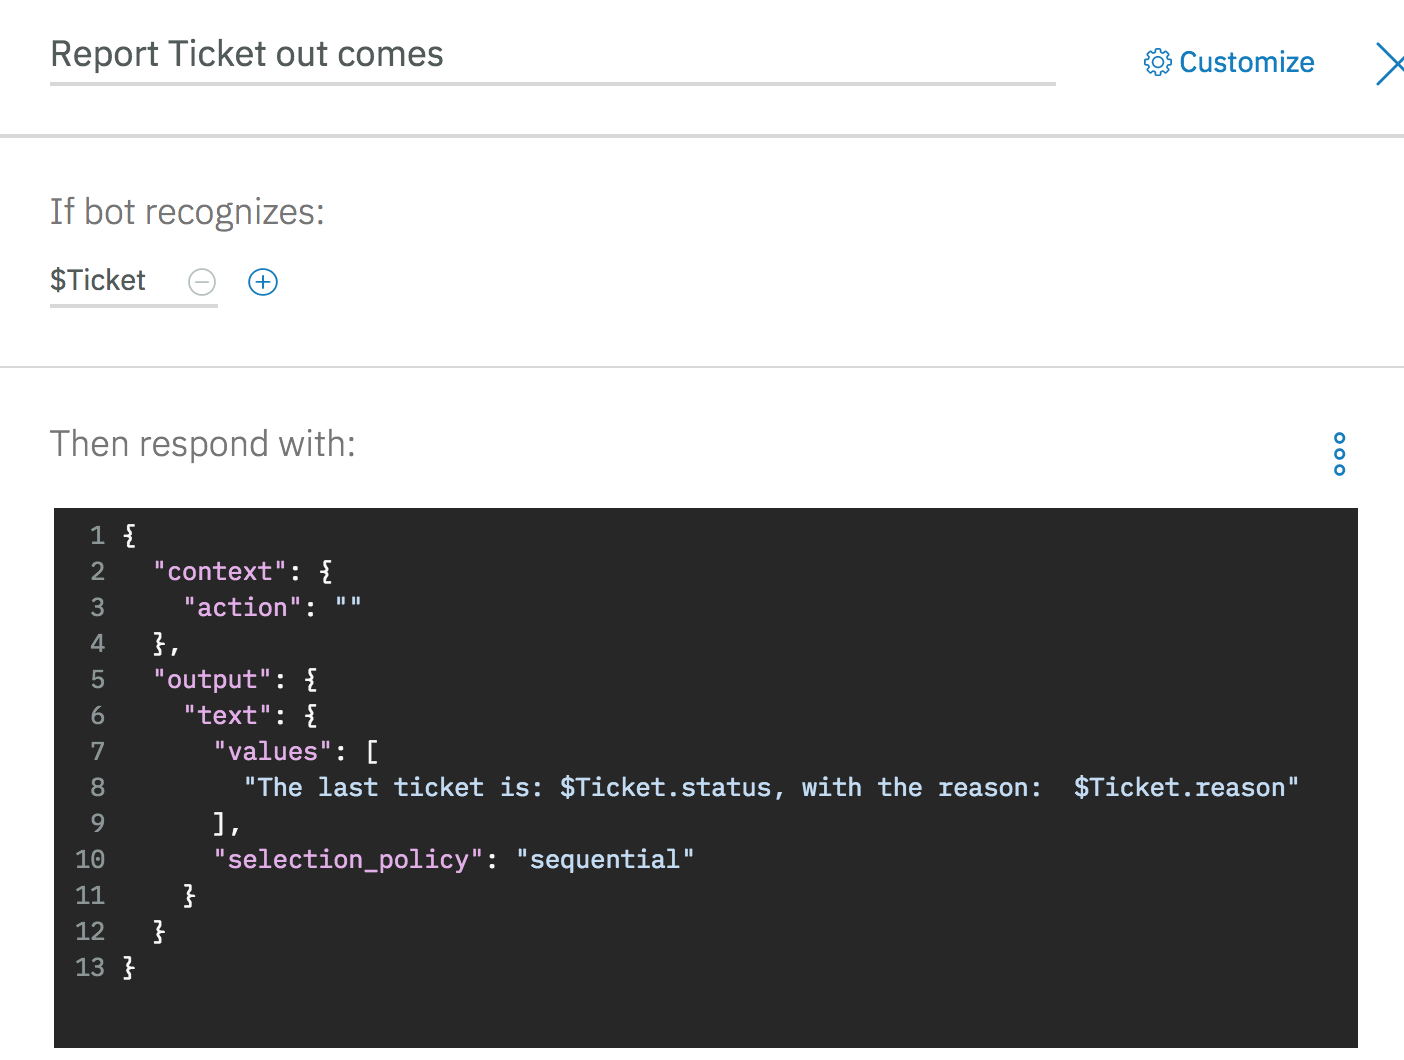 Report Ticket out comes
Customize
If bot recognizes:
$Ticket
Then respond with:
1 {
2   "context": {
3     "action": ""
4   },
5   "output": {
6     "text": {
7       "values": [
8         "The last ticket is: $Ticket.status, with the reason:  $Ticket.reason"
9       ],
10       "selection_policy": "sequential"
11     }
12   }
13 }